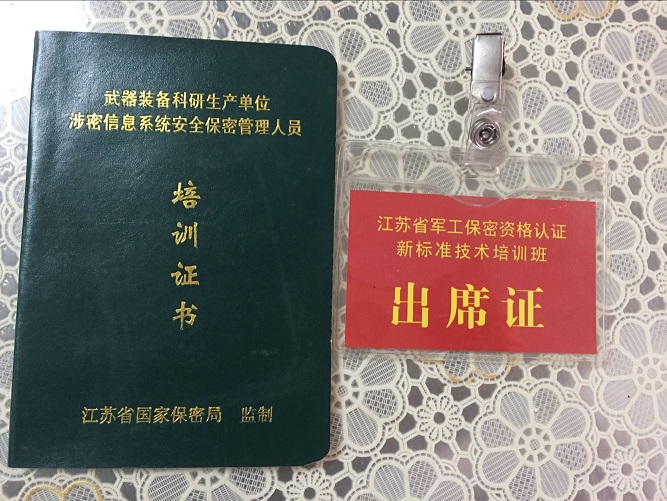 武器装备科研生产单位
涉密信息系统安全保密管理人员
培训证书
江苏省国家保密局 监制
江苏省军工保密资格认证
新标准技术培训班
出席证